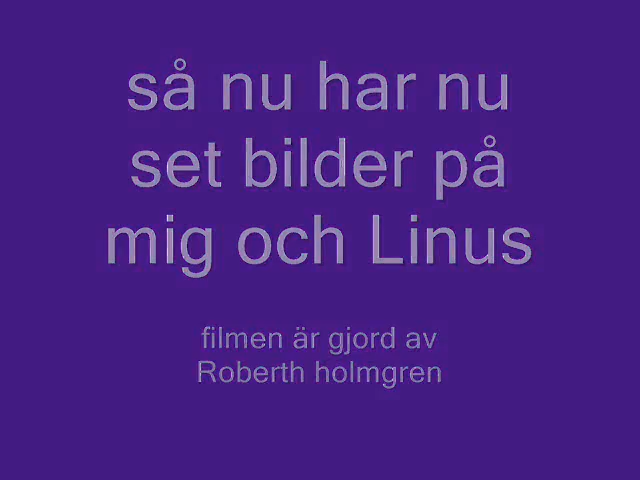 så nu har nu
set bilder på
mig och Linus
filmen är gjord av
Roberth holmgren